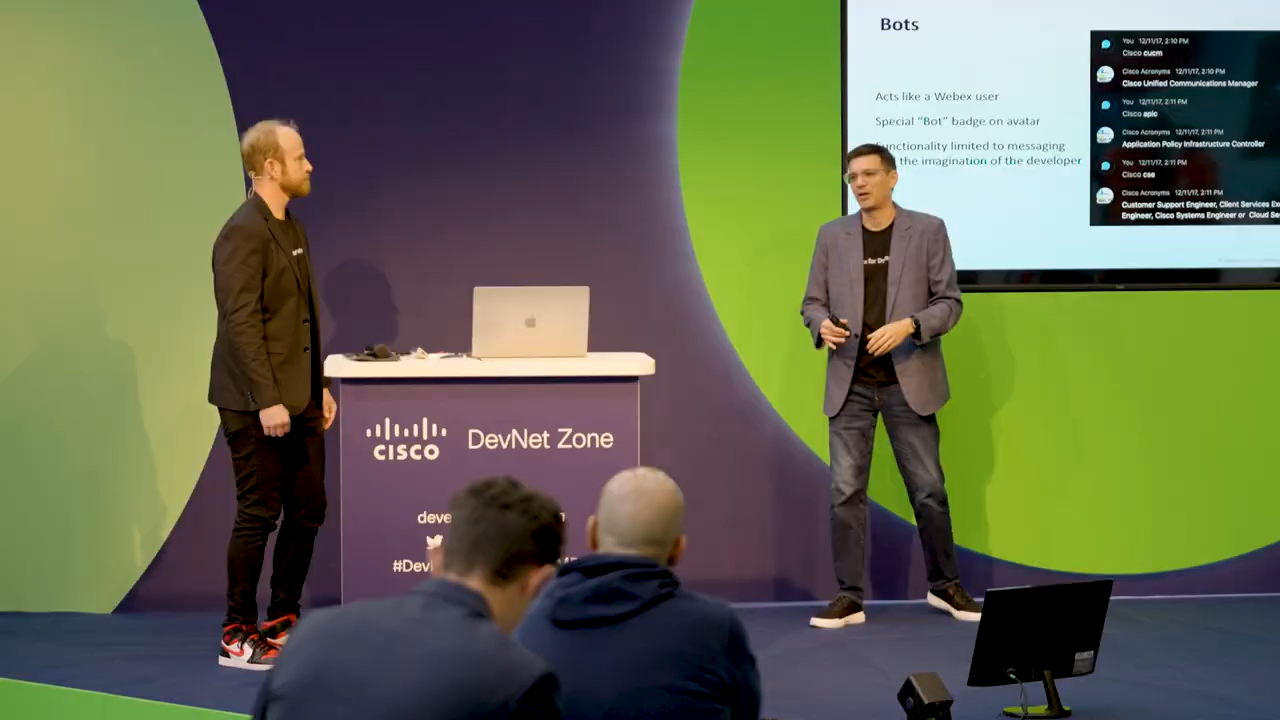 Bots
Acts like a Webex user
Special "Bot" badge on avatar
unctionality limited to messaging
the imagination of the developer
You 12/11/17, 2:10 PM
Cisco cucm
Cisco Acronyms 12/11/17, 2:10 PM
Cisco Unified Communications Manager
You 12/11/17, 2:11 PM
Cisco apic
Cisco Acronyms 12/11/17, 2:11 PM
Application Policy Infrastructure Controller
You 12/11/17, 2:11 PM
Cisco cse
Cisco Acronyms 12/11/17, 2:11 PM
Customer Support Engineer, Client Services Ex
Engineer, Cisco Systems Engineer or Cloud Se
for De
CISCO
DevNet Zone
deve
#Dev